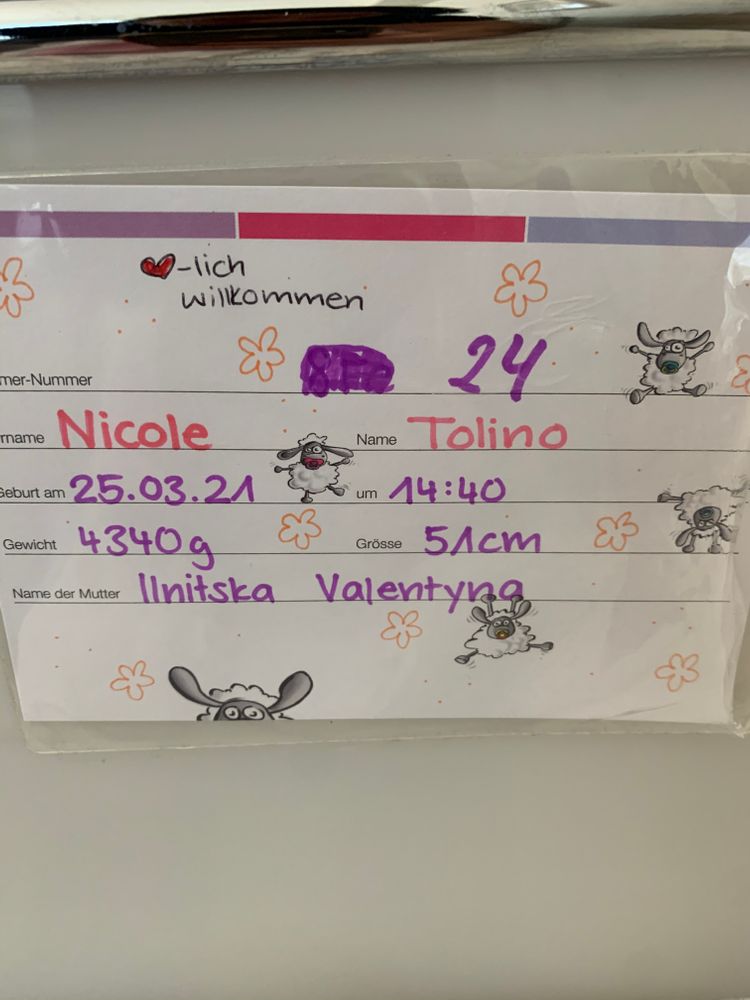 ❤-lich
willkommen
mer-Nummer 24
rname Nicole Name Tolino
Geburt am 25.03.21 um 14:40
Gewicht 4340g Grösse 51cm
Name der Mutter Ilnitska Valentyna